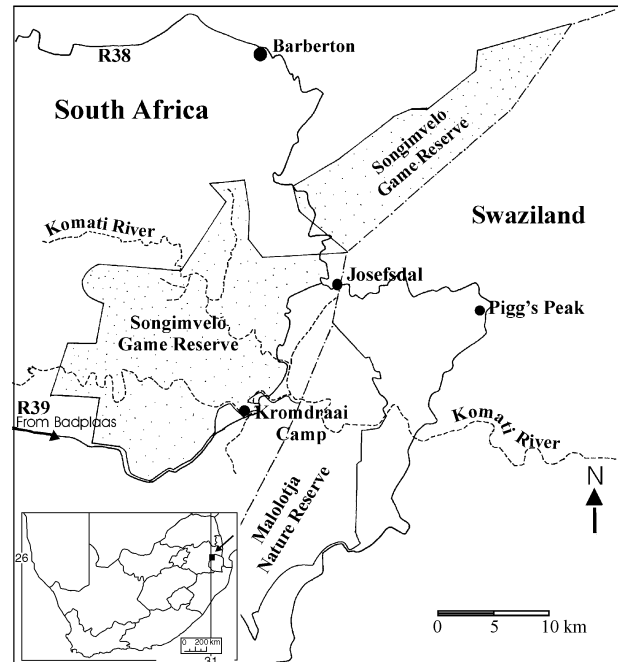 R38
Barberton
South Africa
Songimvelo
Game Reserve
Komati River
Swaziland
Josefsdal
Pigg's Peak
Songimvelo
Game Reserve
R39
From Badplaas
Kromdraai
Camp
Komati River
Malolotja
Nature Reserve
N
26
0 200 km
31
0 5 10 km